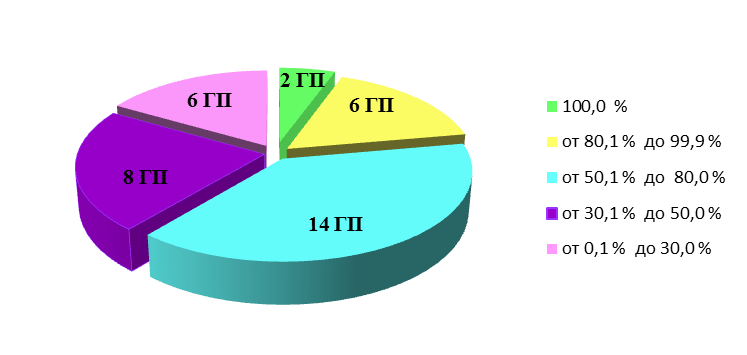 2 ГП
6 ГП
14 ГП
8 ГП
6 ГП
100,0 %
от 80,1% до 99,9%
от 50,1% до 80,0%
от 30,1% до 50,0%
от 0,1% до 30,0%